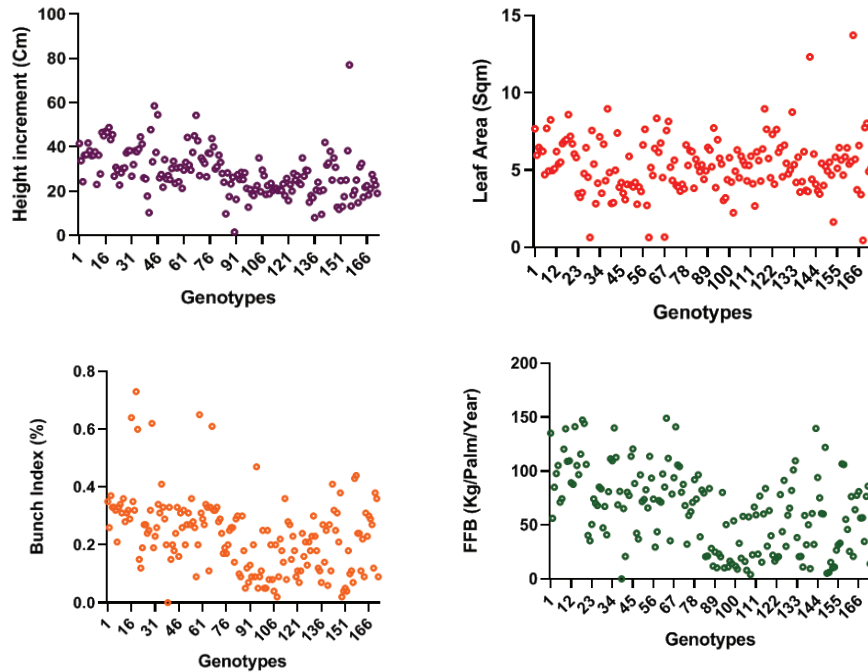 Height increment (Cm)
100
80
60
40
20
0
1 16 31 46 61 76 91 106 121 136 151 166
Genotypes
Leaf Area (Sqm)
15
10
5
0
1 12 23 34 45 56 67 78 89 100 111 122 133 144 155 166
Genotypes
Bunch Index (%)
0.8
0.6
0.4
0.2
0.0
1 16 31 46 61 76 91 106 121 136 151 166
Genotypes
FFB (Kg/Palm/Year)
200
150
100
50
0
1 12 23 34 45 56 67 78 89 100 111 122 133 144 155 166
Genotypes